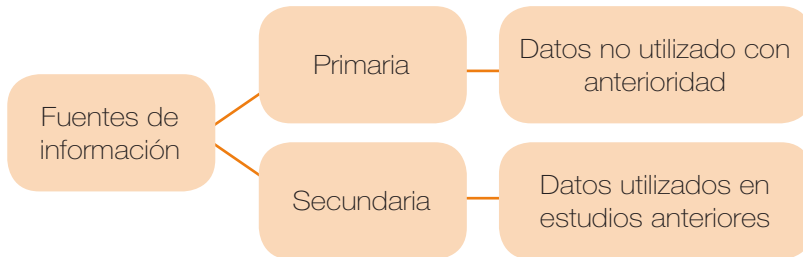 Fuentes de
información
Primaria
Datos no utilizado con
anterioridad
Secundaria
Datos utilizados en
estudios anteriores